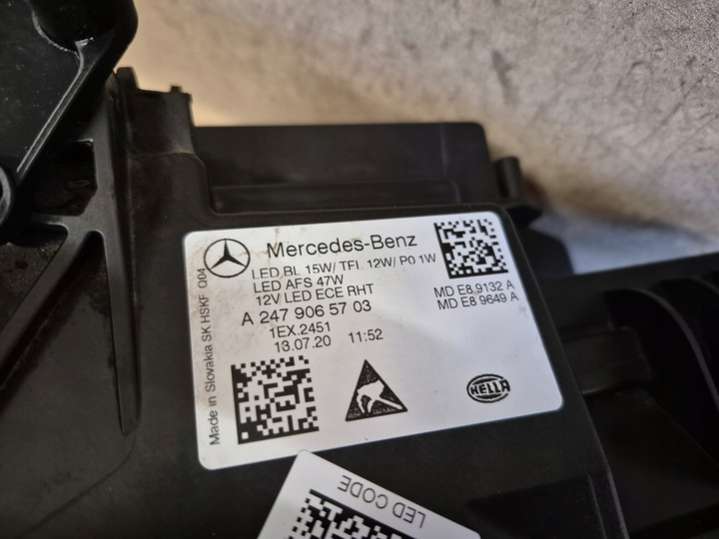 Mercedes-Benz
LED BL 15W/ TFL 12W/ PO 1W
LED AFS 47W
12V LED ECE RHT
A 247 906 57 03
1EX.2451
13.07.20 11:52
MD E8.9132 A
MD E8 9649 A
Made in Slovakia SK HSKF Q04
HELLA
LED CODE